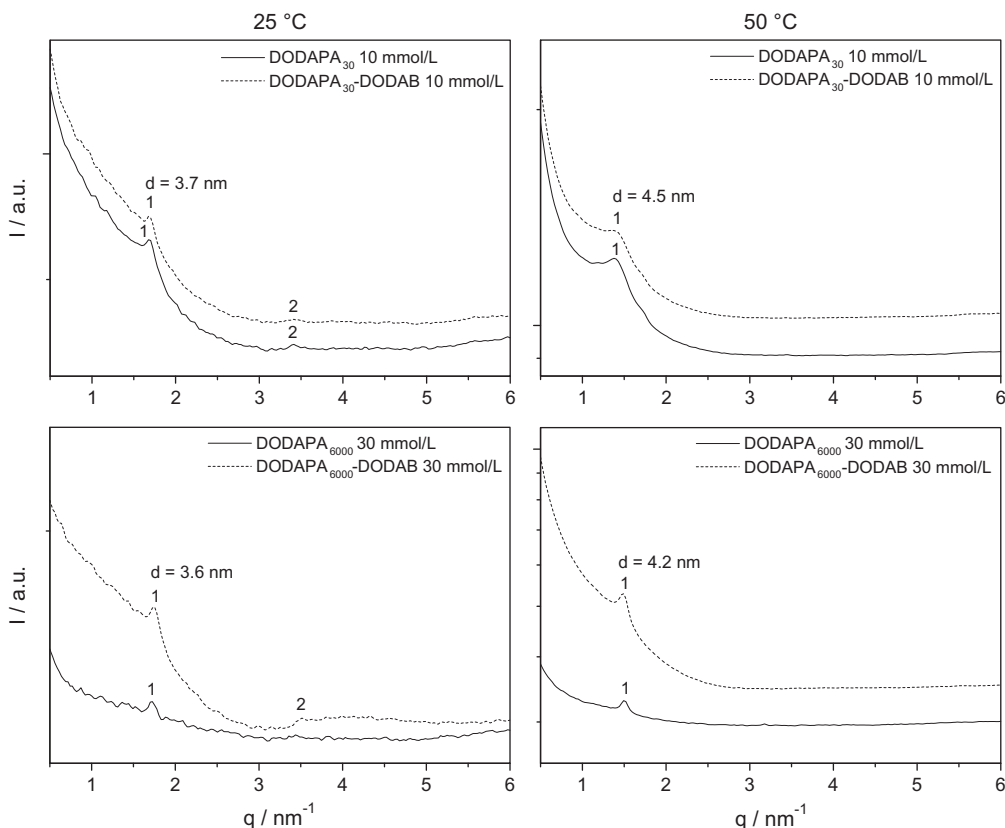 25 °C
50 °C
DODAPA30 10 mmol/L
DODAPA30-DODAB 10 mmol/L
d = 3.7 nm
1
1
2
2
I / a.u.
1 2 3 4 5 6
DODAPA30 10 mmol/L
DODAPA30-DODAB 10 mmol/L
d = 4.5 nm
1
1
1 2 3 4 5 6
DODAPA6000 30 mmol/L
DODAPA6000-DODAB 30 mmol/L
d = 3.6 nm
1
1
2
I / a.u.
1 2 3 4 5 6
q / nm-1
DODAPA6000 30 mmol/L
DODAPA6000-DODAB 30 mmol/L
d = 4.2 nm
1
1
1 2 3 4 5 6
q / nm-1